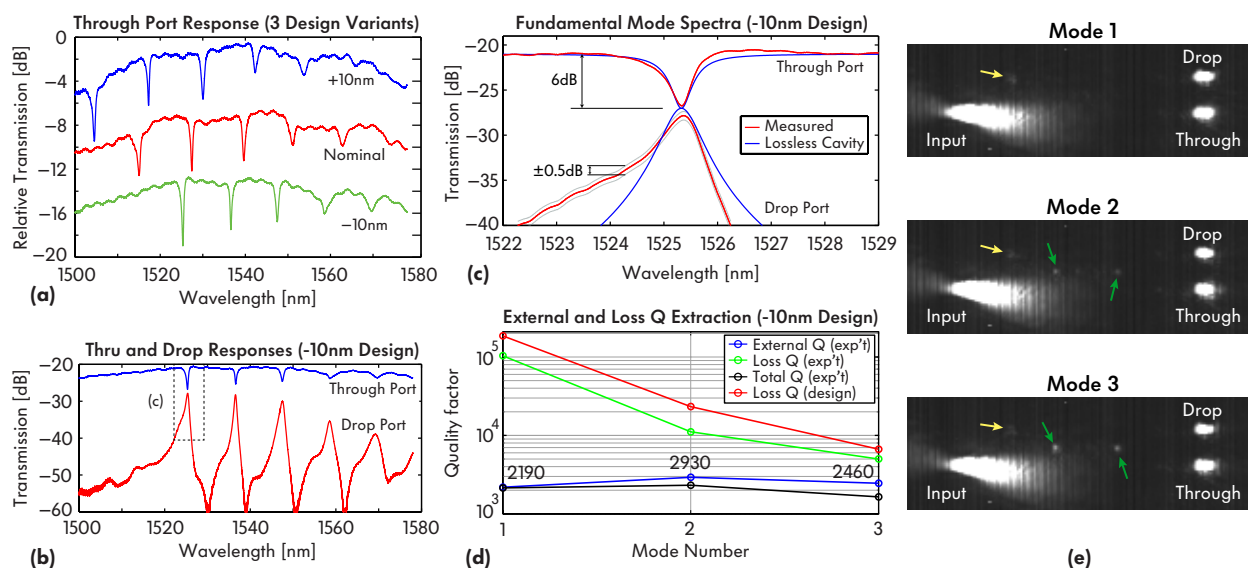 Through Port Response (3 Design Variants)
Relative Transmission [dB]
0
−4
−8
−12
−16
−20
+10nm
Nominal
−10nm
1500 1520 1540 1560 1580
Wavelength [nm]
(a)
Thru and Drop Responses (-10nm Design)
Transmission [dB]
−20
−30
−40
−50
−60
(c)
Through Port
Drop Port
1500 1520 1540 1560 1580
Wavelength [nm]
(b)
Fundamental Mode Spectra (-10nm Design)
Transmission [dB]
−20
−25
−30
−35
−40
6dB
Through Port
Measured
Lossless Cavity
±0.5dB
Drop Port
1522 1523 1524 1525 1526 1527 1528 1529
Wavelength [nm]
(c)
External and Loss Q Extraction (-10nm Design)
Quality factor
10⁵
10⁴
10³
External Q (exp't)
Loss Q (exp't)
Total Q (exp't)
Loss Q (design)
2190 2930 2460
1 2 3
Mode Number
(d)
Mode 1
Drop
Input
Through
Mode 2
Drop
Input
Through
Mode 3
Drop
Input
Through
(e)